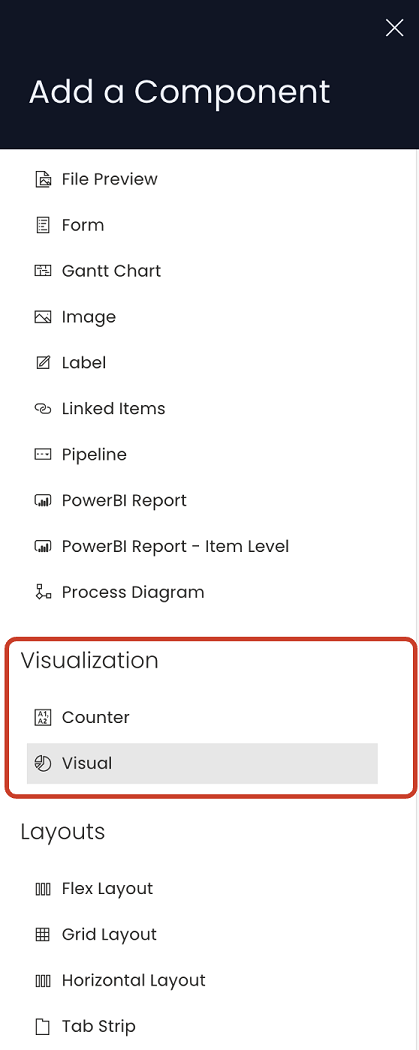 Add a Component
File Preview
Form
Gantt Chart
Image
Label
Linked Items
Pipeline
PowerBI Report
PowerBI Report - Item Level
Process Diagram
Visualization
A1, A2 Counter
Visual
Layouts
Flex Layout
Grid Layout
Horizontal Layout
Tab Strip